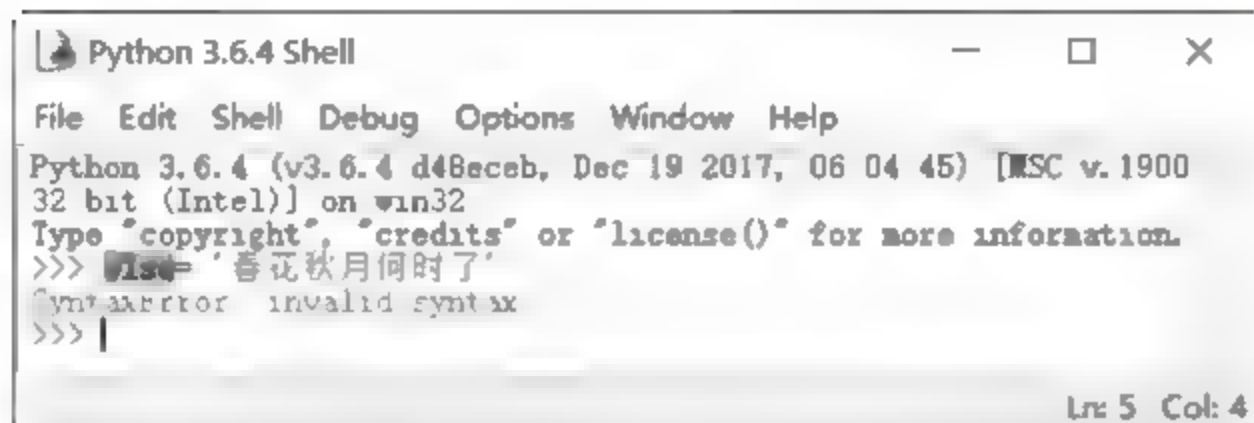 Python 3.6.4 Shell
File Edit Shell Debug Options Window Help
Python 3.6.4 (v3.6.4 d48eceb, Dec 19 2017, 06 04 45) [MSC v.1900
32 bit (Intel)] on win32
Type "copyright", "credits" or "license()" for more information.
>>> = '春花秋月何时了'
SyntaxError invalid syntax
>>>
Ln: 5 Col: 4